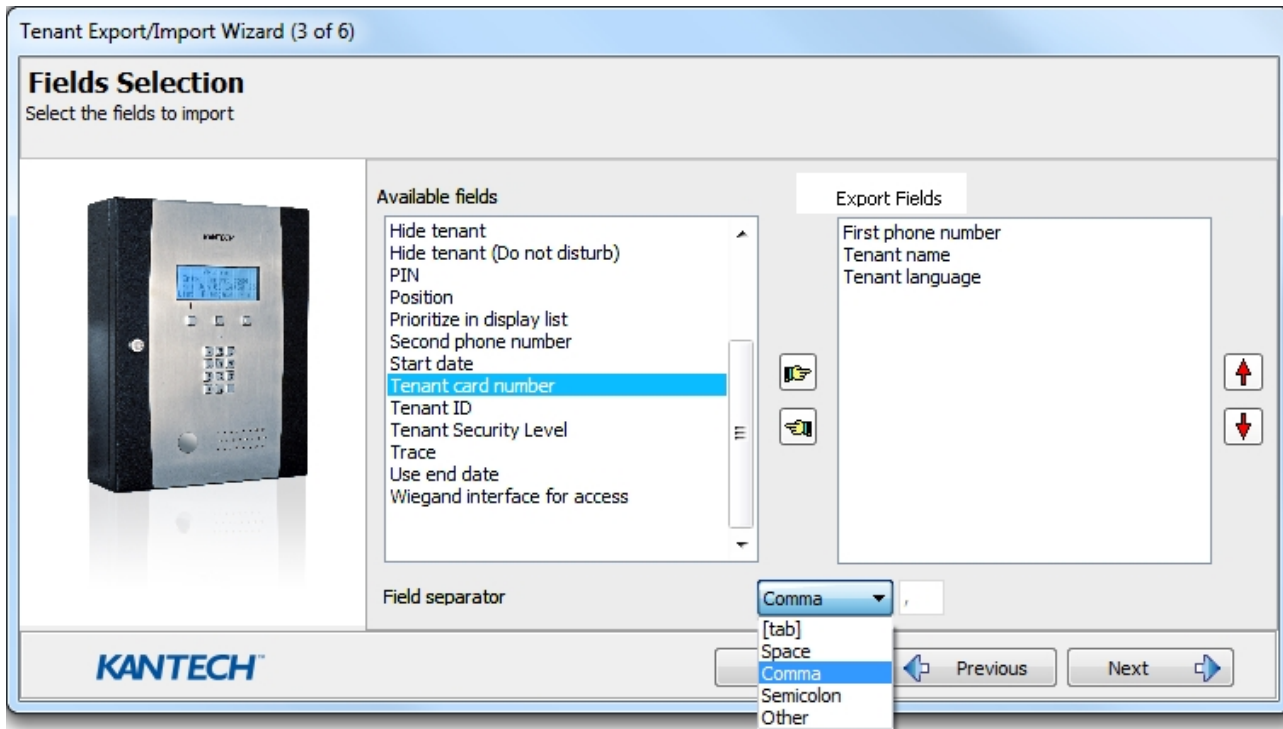 Tenant Export/Import Wizard (3 of 6)
Fields Selection
Select the fields to import
Available fields
Hide tenant
Hide tenant (Do not disturb)
PIN
Position
Prioritize in display list
Second phone number
Start date
Tenant card number
Tenant ID
Tenant Security Level
Trace
Use end date
Wiegand interface for access
Export Fields
First phone number
Tenant name
Tenant language
Field separator
Comma
,
[tab]
Space
Comma
Semicolon
Other
KANTECH
Previous
Next